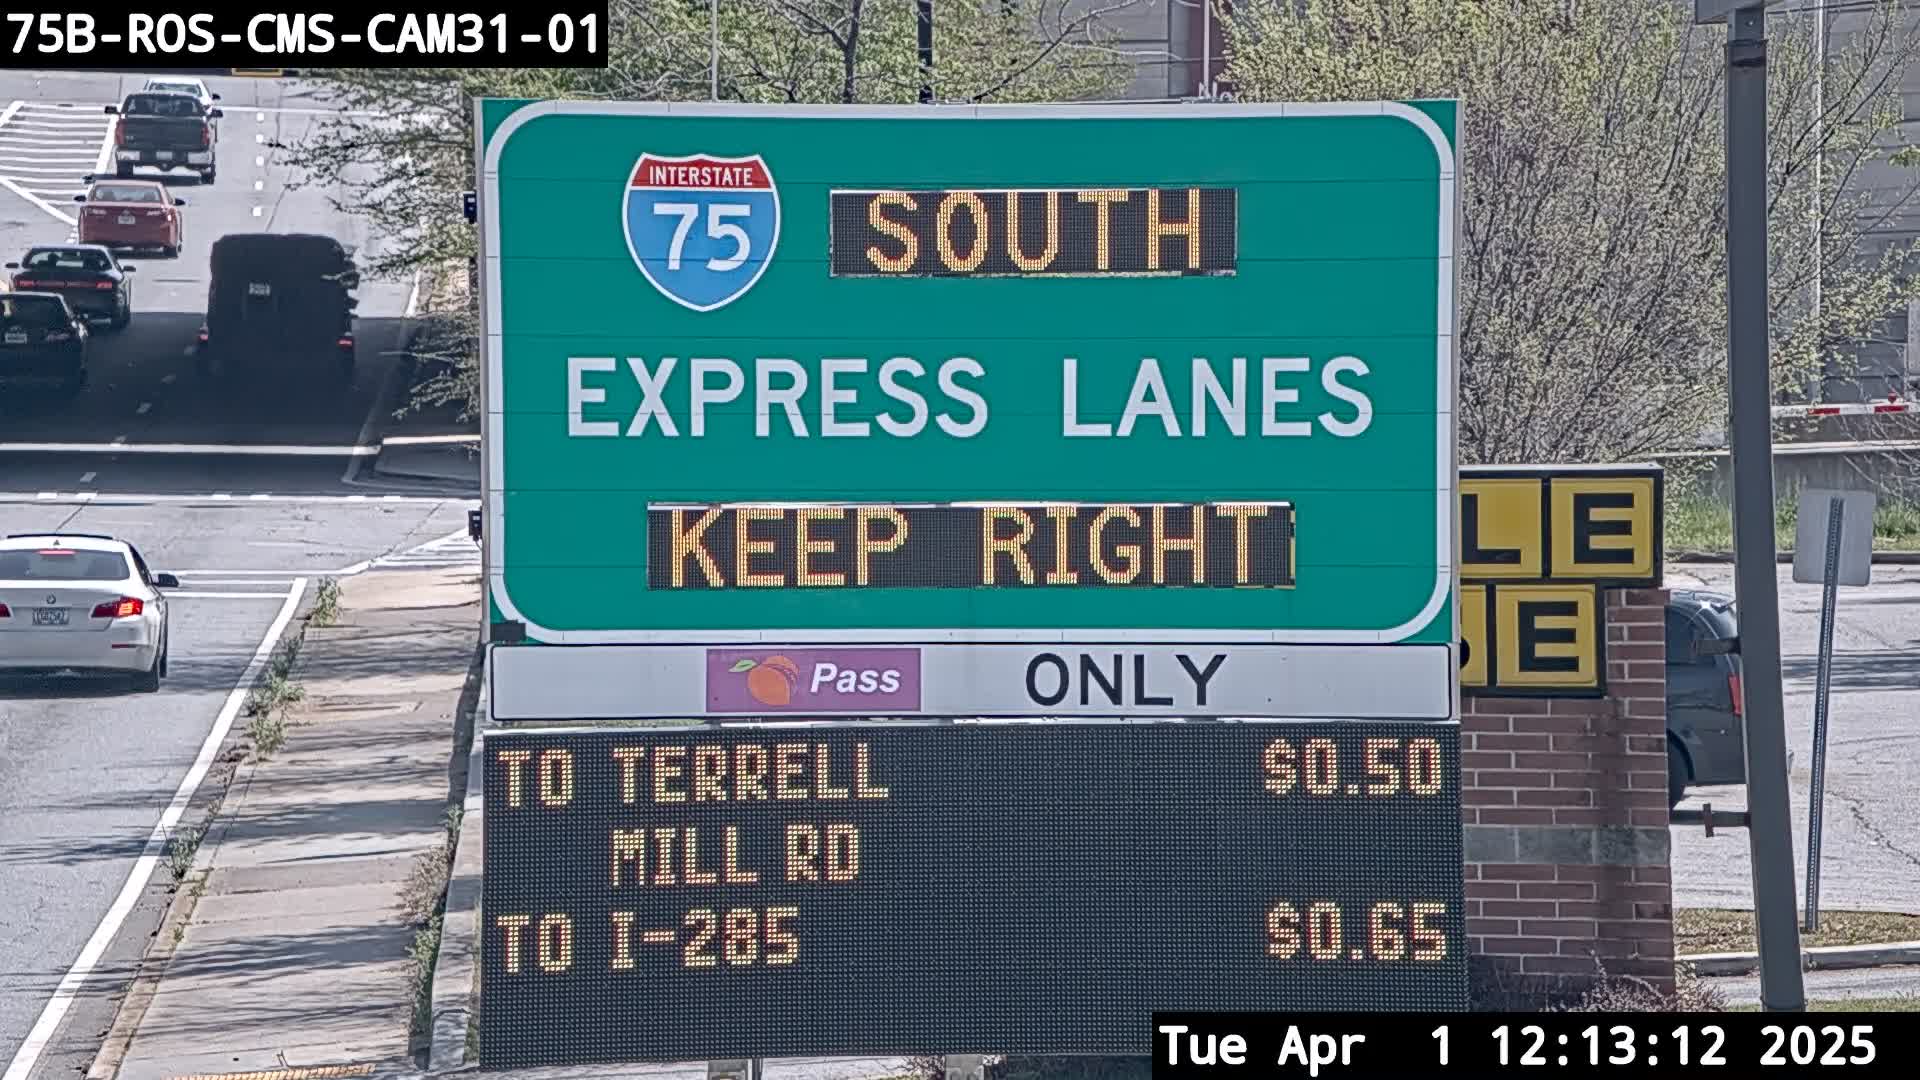 75B-ROS-CMS-CAM31-01
INTERSTATE
75
SOUTH
EXPRESS LANES
KEEP RIGHT
Pass ONLY
TO TERRELL $0.50
MILL RD
TO I-285 $0.65
LE
E
Tue Apr 1 12:13:12 2025